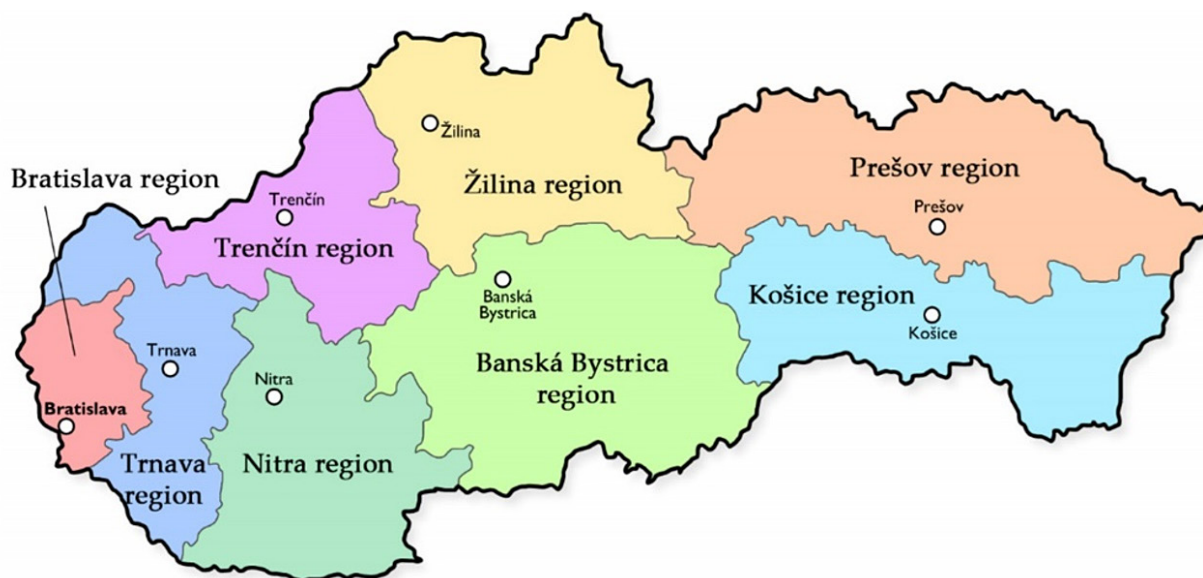 Bratislava region
Žilina
Žilina region
Prešov region
Trenčín
Prešov
Trenčín region
Banská
Bystrica
Košice region
Košice
Trnava
Nitra
Banská Bystrica
region
Bratislava
Trnava
region
Nitra region